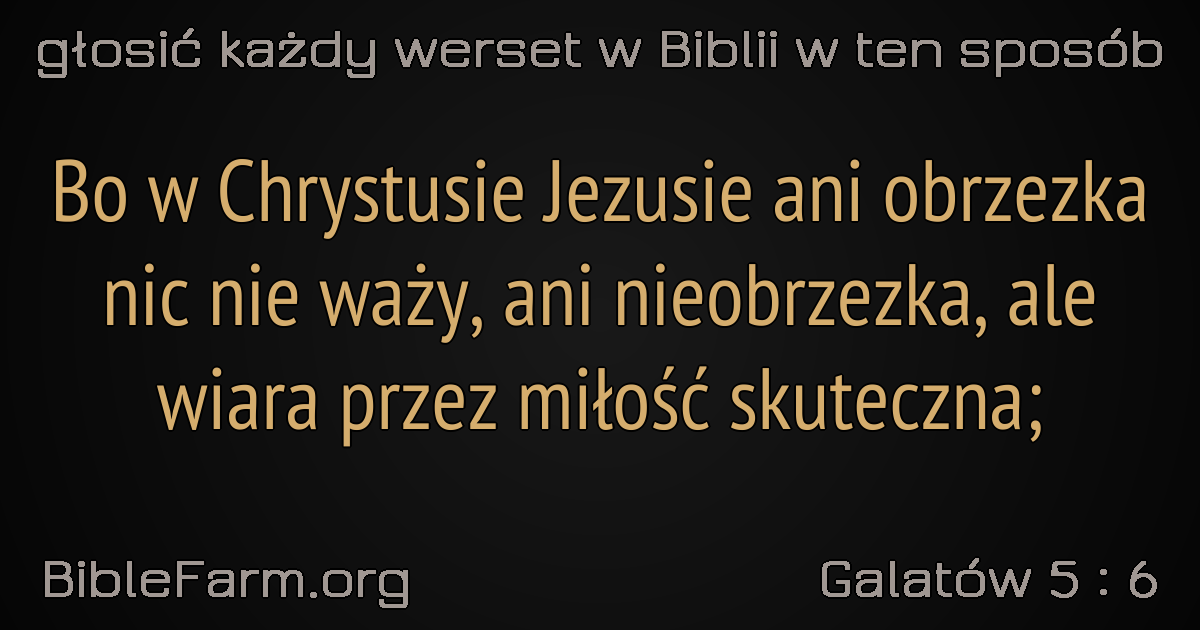 głosić każdy werset w Biblii w ten sposób
Bo w Chrystusie Jezusie ani obrzezka
nic nie waży, ani nieobrzezka, ale
wiara przez miłość skuteczna;
BibleFarm.org
Galatów 5 : 6